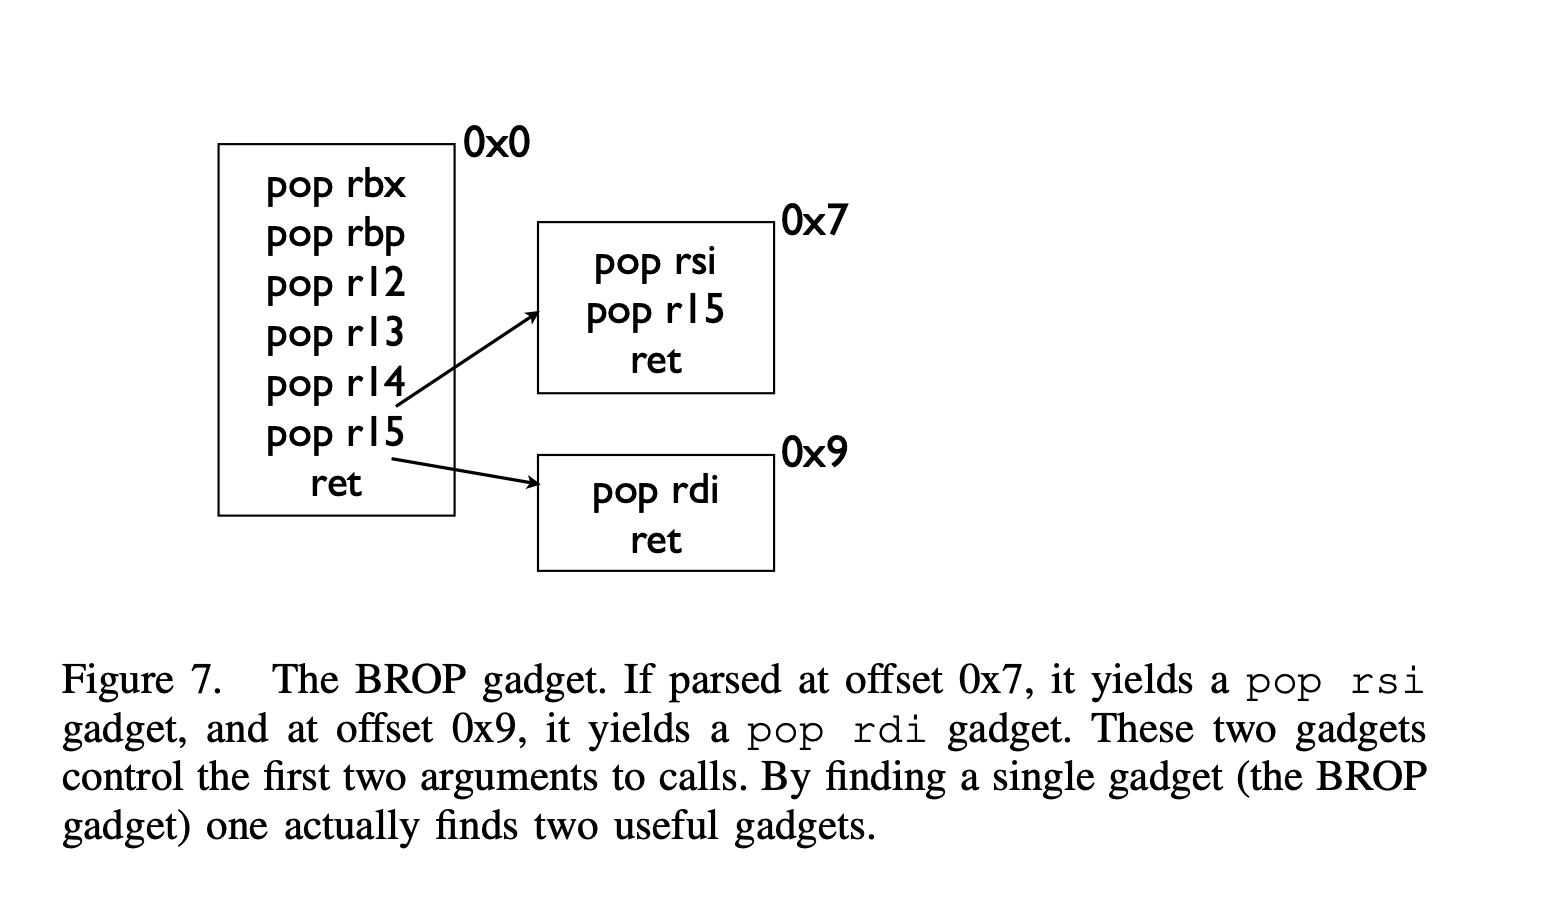 0x0
pop rbx
pop rbp
pop r12
pop r13
pop r14
pop r15
ret
0x7
pop rsi
pop r15
ret
0x9
pop rdi
ret
Figure 7. The BROP gadget. If parsed at offset 0x7, it yields a pop rsi
gadget, and at offset 0x9, it yields a pop rdi gadget. These two gadgets
control the first two arguments to calls. By finding a single gadget (the BROP
gadget) one actually finds two useful gadgets.